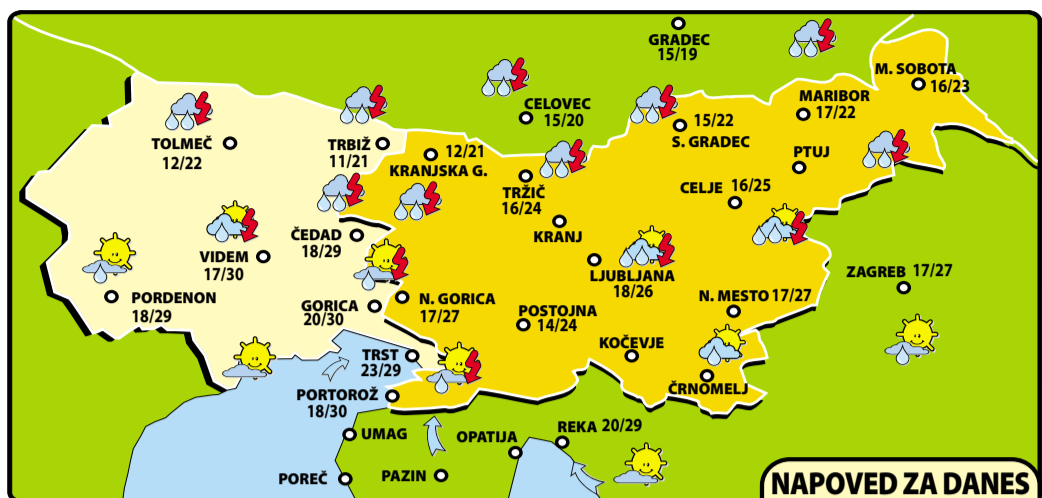 GRADEC
15/19
M. SOBOTA
16/23
MARIBOR
17/22
CELOVEC
15/20
15/22
S. GRADEC
TOLMEČ
12/22
TRBIŽ
11/21
12/21
KRANJSKA G.
PTUJ
TRŽIČ
16/24
CELJE 16/25
KRANJ
ČEDAD
18/29
VIDEM
17/30
LJUBLJANA
18/26
ZAGREB 17/27
PORDENON
18/29
GORICA
20/30
N. GORICA
17/27
POSTOJNA
14/24
N. MESTO 17/27
KOČEVJE
TRST
23/29
ČRNOMELJ
PORTOROŽ
18/30
UMAG
OPATIJA
REKA 20/29
POREČ
PAZIN
NAPOVED ZA DANES